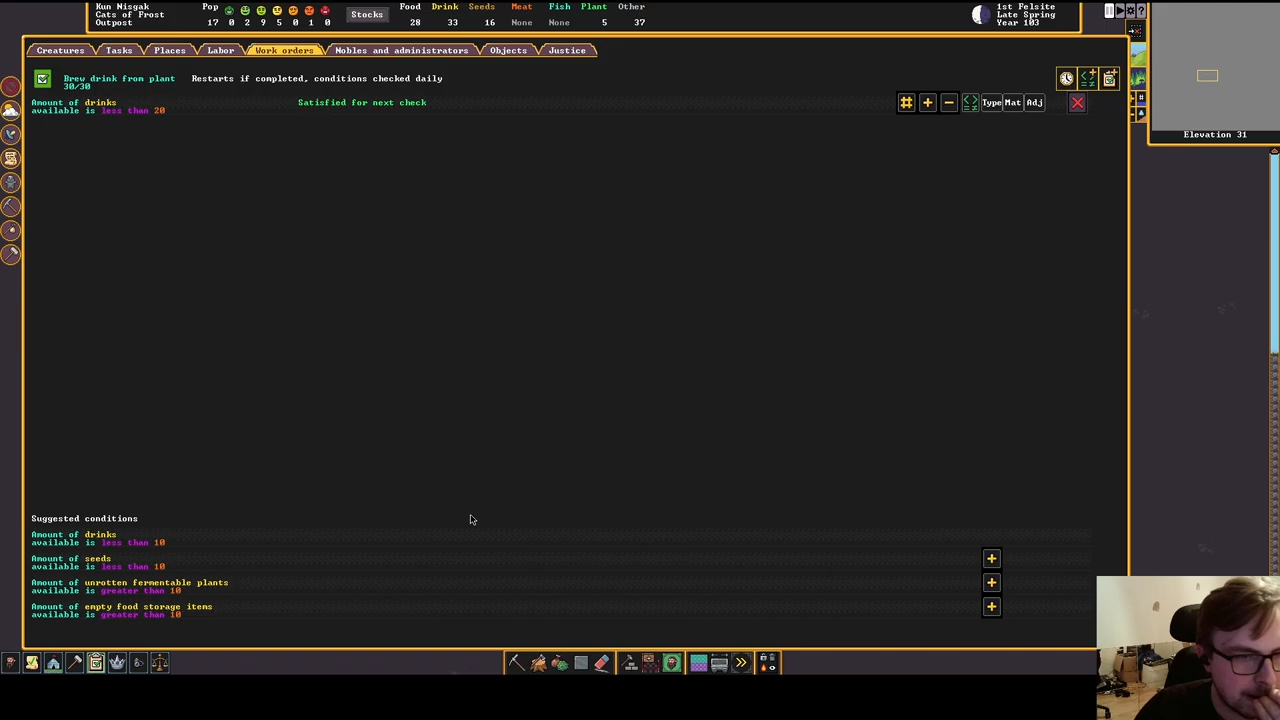 Kun Nisgak
Cats of Frost
Outpost
Pop
17 0 2 9 5 0 1 0
Stocks
Food Drink Seeds Meat Fish Plant Other
28 33 16 None None 5 37
1st Felsite
Late Spring
Year 103
Creatures Tasks Places Labor Work orders Nobles and administrators Objects Justice
Brew drink from plant Restarts if completed, conditions checked daily
30/30
Amount of drinks Satisfied for next check
available is less than 20
Type Mat Adj
Elevation 31
Suggested conditions
Amount of drinks
available is less than 10
Amount of seeds
available is less than 10
Amount of unrotten fermentable plants
available is greater than 10
Amount of empty food storage items
available is greater than 10